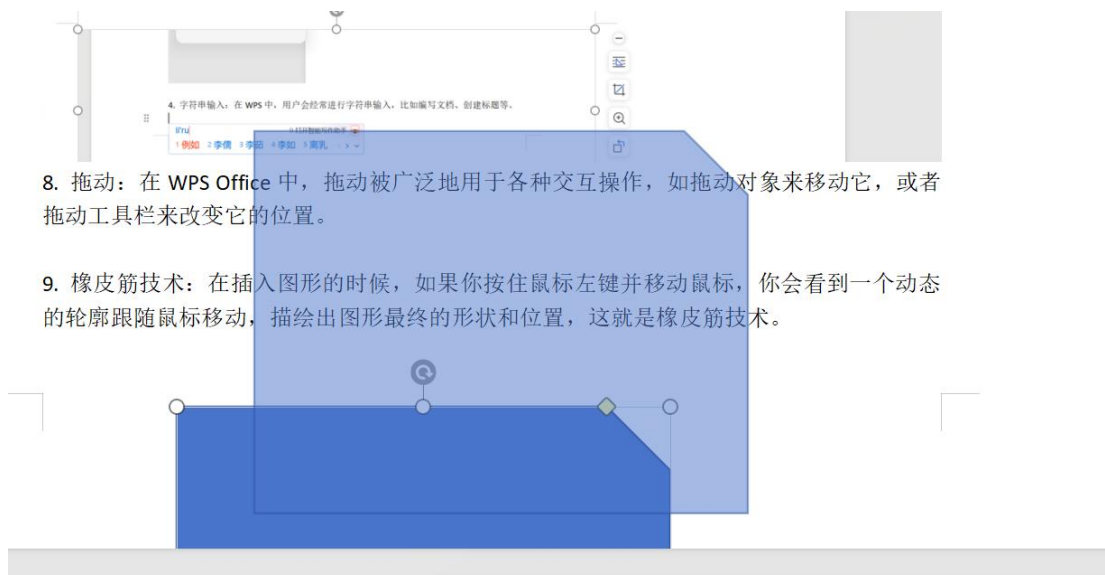 4. 字符串输入：在 WPS 中，用户会经常进行字符串输入，比如编写文档、创建标题等。
li'ru
1 例如 2 李儒 3 李茹 4 李如 5 离乳
8. 拖动：在 WPS Office 中，拖动被广泛地用于各种交互操作，如拖动对象来移动它，或者
拖动工具栏来改变它的位置。
9. 橡皮筋技术：在插入图形的时候，如果你按住鼠标左键并移动鼠标，你会看到一个动态
的轮廓跟随鼠标移动，描绘出图形最终的形状和位置，这就是橡皮筋技术。